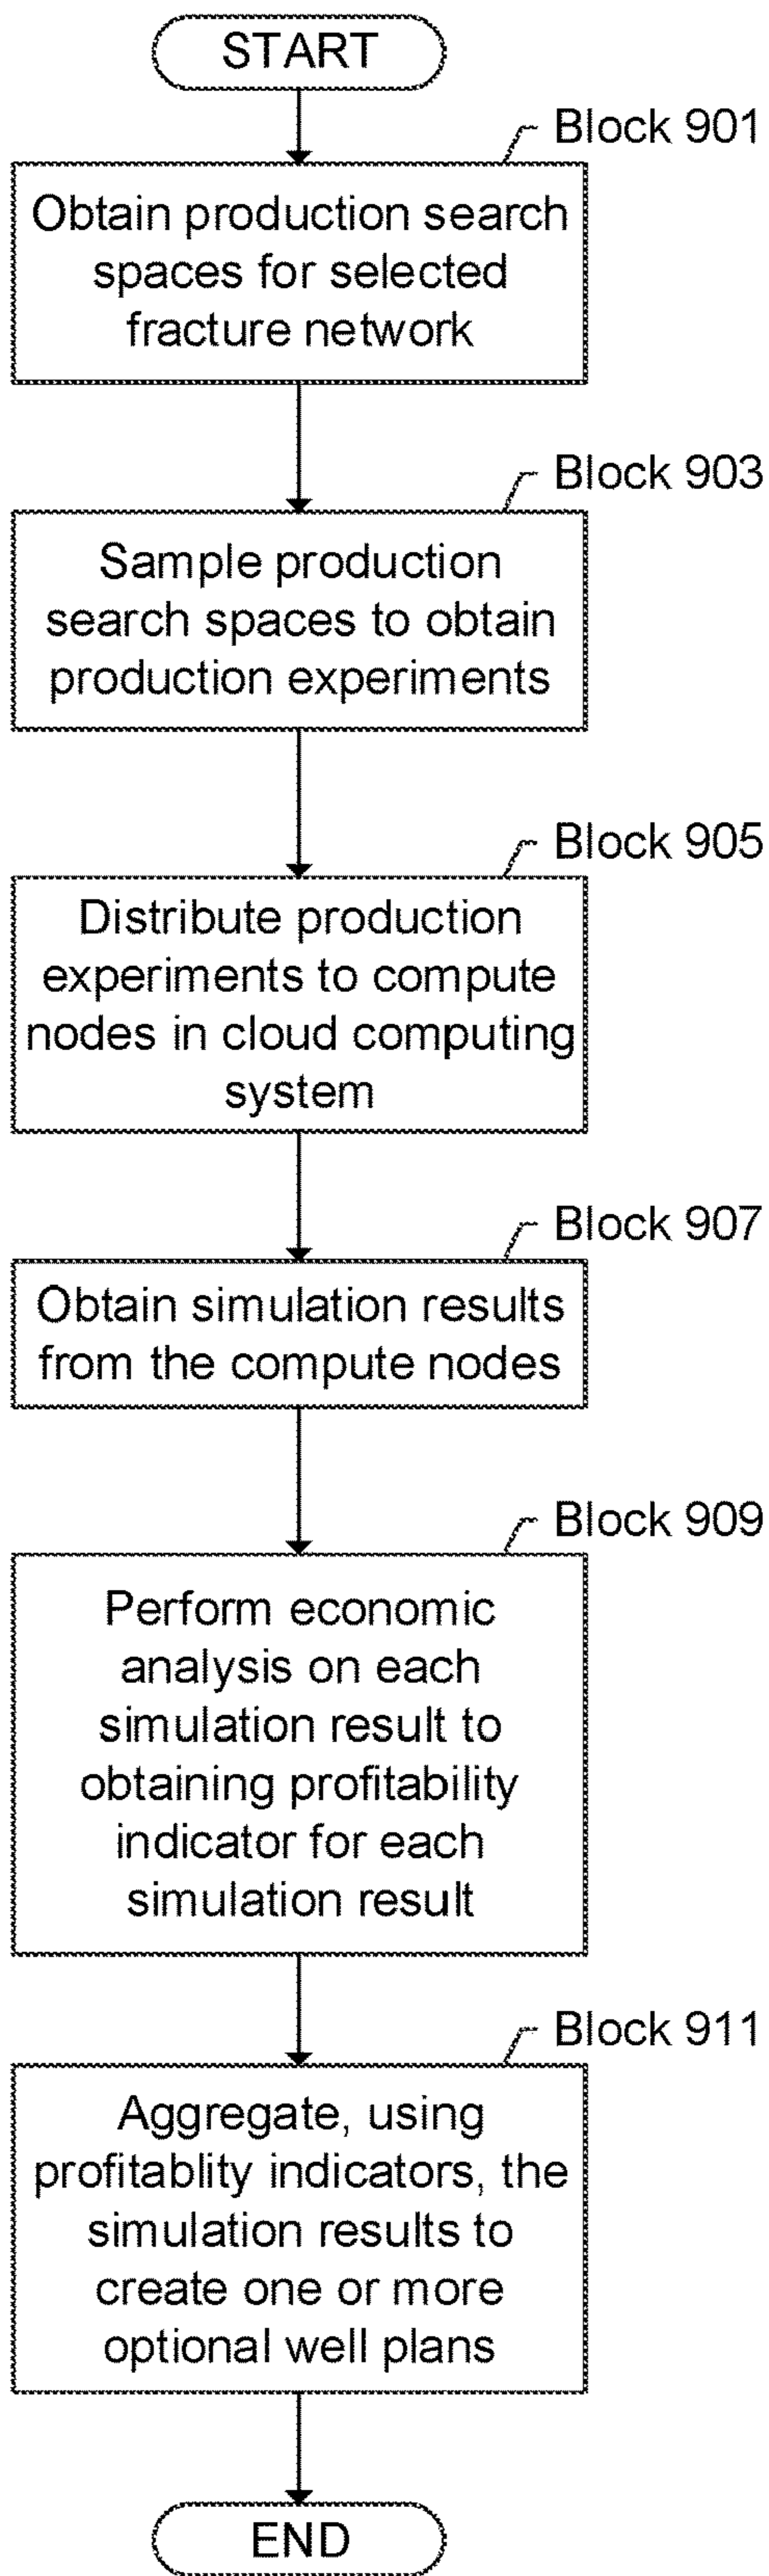 START
Block 901
Obtain production search
spaces for selected
fracture network
Block 903
Sample production
search spaces to obtain
production experiments
Block 905
Distribute production
experiments to compute
nodes in cloud computing
system
Block 907
Obtain simulation results
from the compute nodes
Block 909
Perform economic
analysis on each
simulation result to
obtaining profitability
indicator for each
simulation result
Block 911
Aggregate, using
profitablity indicators, the
simulation results to
create one or more
optional well plans
END